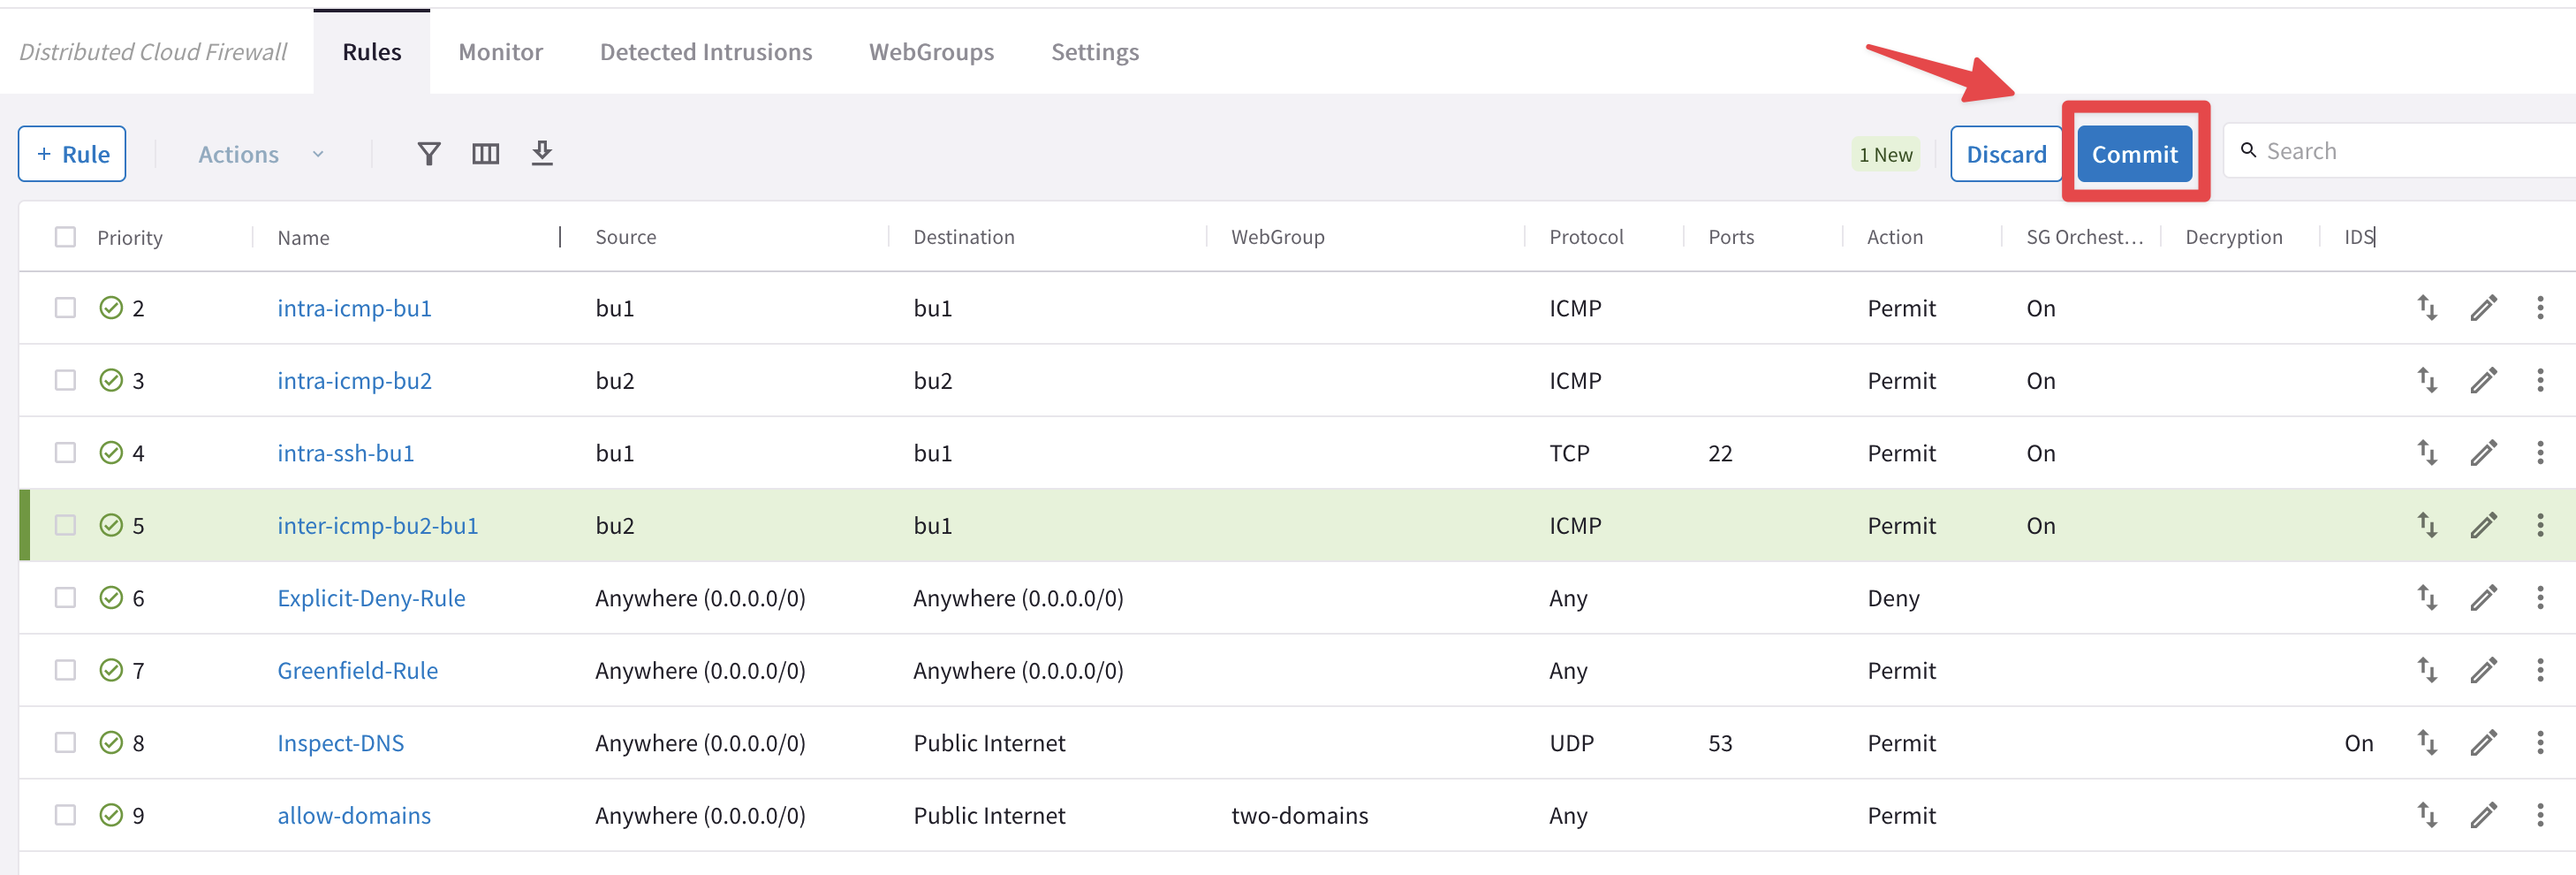 Distributed Cloud Firewall Rules Monitor Detected Intrusions WebGroups Settings
+ Rule Actions 1 New Discard Commit Search
Priority Name Source Destination WebGroup Protocol Ports Action SG Orchest... Decryption IDS
2 intra-icmp-bu1 bu1 bu1 ICMP Permit On
3 intra-icmp-bu2 bu2 bu2 ICMP Permit On
4 intra-ssh-bu1 bu1 bu1 TCP 22 Permit On
5 inter-icmp-bu2-bu1 bu2 bu1 ICMP Permit On
6 Explicit-Deny-Rule Anywhere (0.0.0.0/0) Anywhere (0.0.0.0/0) Any Deny
7 Greenfield-Rule Anywhere (0.0.0.0/0) Anywhere (0.0.0.0/0) Any Permit
8 Inspect-DNS Anywhere (0.0.0.0/0) Public Internet UDP 53 Permit On
9 allow-domains Anywhere (0.0.0.0/0) Public Internet two-domains Any Permit